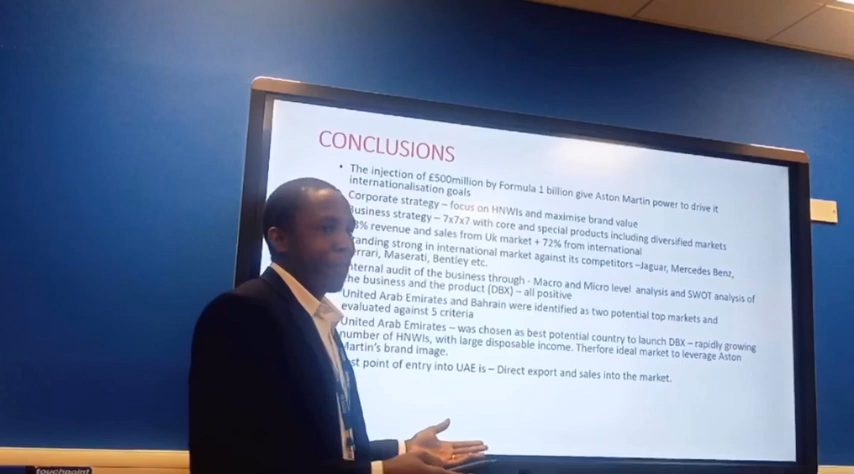 CONCLUSIONS
• The injection of £500million by Formula 1 billion give Aston Martin power to drive it
internationalisation goals
Corporate strategy – focus on HNWIs and maximise brand value
usiness strategy – 7x7x7 with core and special products including diversified markets
8% revenue and sales from Uk market + 72% from international
tanding strong in international market against its competitors –Jaguar, Mercedes Benz,
rrari, Maserati, Bentley etc.
nternal audit of the business through - Macro and Micro level analysis and SWOT analysis of
he business and the product (DBX) – all positive
United Arab Emirates and Bahrain were identified as two potential top markets and
evaluated against 5 criteria
United Arab Emirates – was chosen as best potential country to launch DBX – rapidly growing
number of HNWIs, with large disposable income. Therfore ideal market to leverage Aston
Martin's brand image.
st point of entry into UAE is – Direct export and sales into the market.
touchpoint